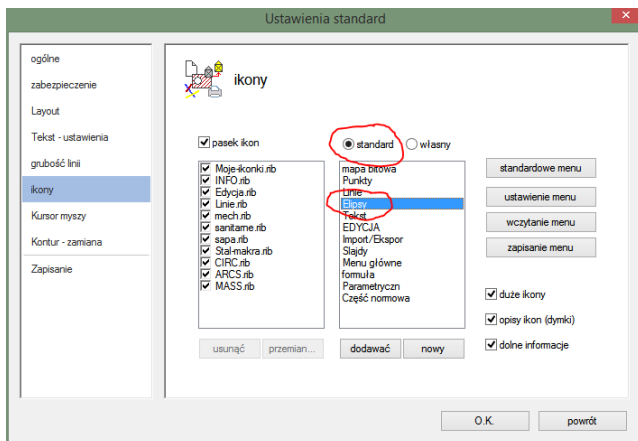 Ustawienia standard
ogólne
zabezpieczenie
Layout
Tekst - ustawienia
grubość linii
ikony
Kursor myszy
Kontur - zamiana
Zapisanie
ikony
pasek ikon
standard
własny
Moje-ikonki.rib
INFO.rib
Edycja.rib
Linie.rib
mech.rib
sanitarne.rib
sapa.rib
Stal-makra.rib
CIRC.rib
ARCS.rib
MASS.rib
mapa bitowa
Punkty
Linie
Elipsy
Tekst
EDYCJA
Import/Ekspor
Slajdy
Menu główne
formuła
Parametryczn
Część normowa
standardowe menu
ustawienie menu
wczytanie menu
zapisanie menu
duże ikony
opisy ikon (dymki)
dolne informacje
usunąć
przemian...
dodawać
nowy
O.K.
powrót